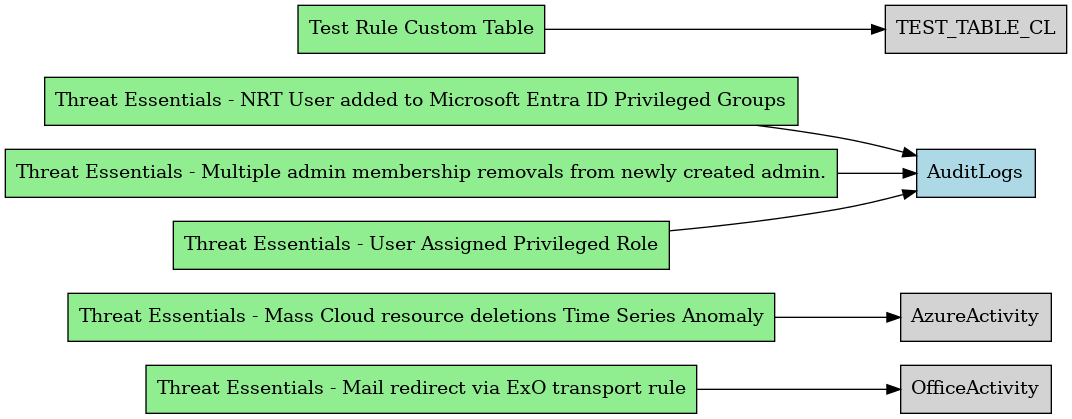 Test Rule Custom Table
TEST_TABLE_CL
Threat Essentials - NRT User added to Microsoft Entra ID Privileged Groups
Threat Essentials - Multiple admin membership removals from newly created admin.
AuditLogs
Threat Essentials - User Assigned Privileged Role
Threat Essentials - Mass Cloud resource deletions Time Series Anomaly
AzureActivity
Threat Essentials - Mail redirect via ExO transport rule
OfficeActivity